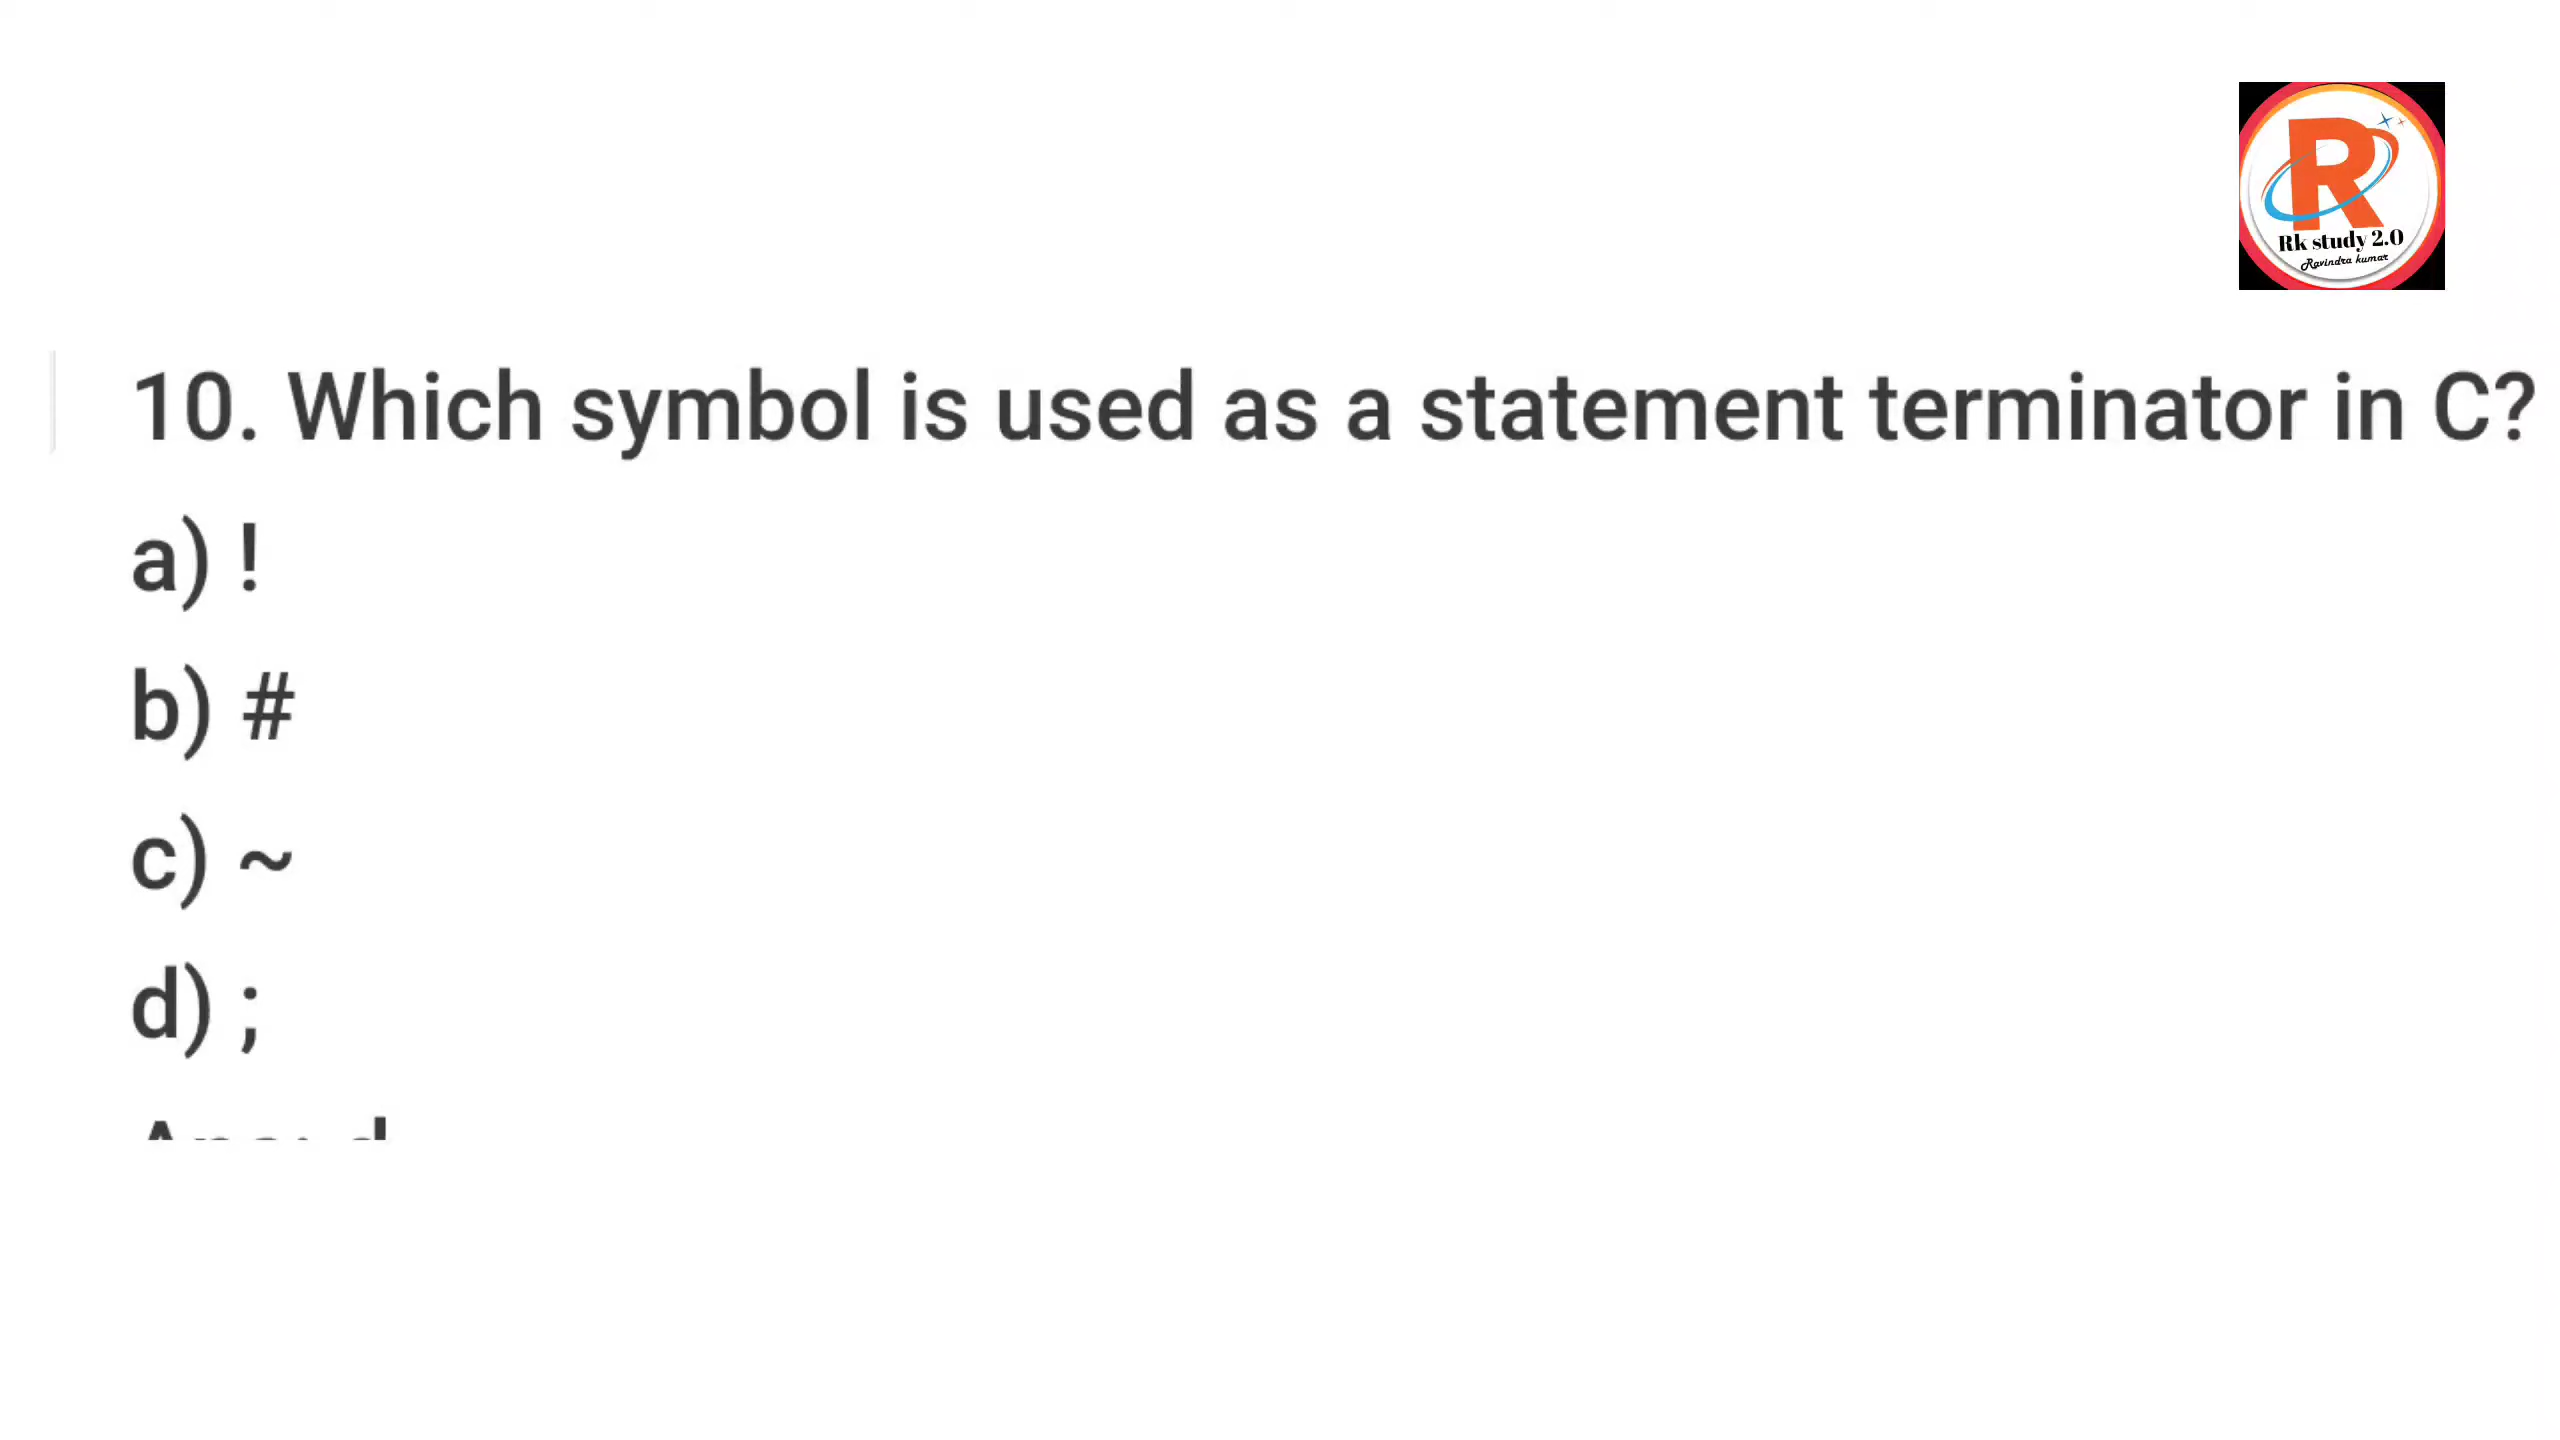 R
Rk study 2.0
Ravindra kumar
10. Which symbol is used as a statement terminator in C?
a) !
b) #
c) ~
d) ;